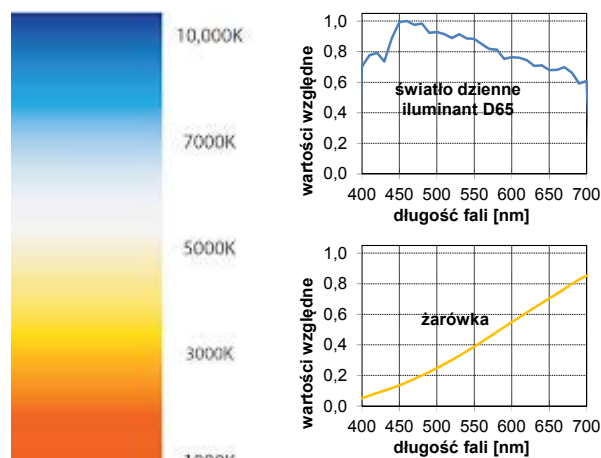 10,000K
7000K
5000K
3000K
wartości względne
1,0
0,8
0,6
0,4
0,2
0,0
światło dzienne
iluminant D65
400 450 500 550 600 650 700
długość fali [nm]
wartości względne
1,0
0,8
0,6
0,4
0,2
0,0
żarówka
400 450 500 550 600 650 700
długość fali [nm]